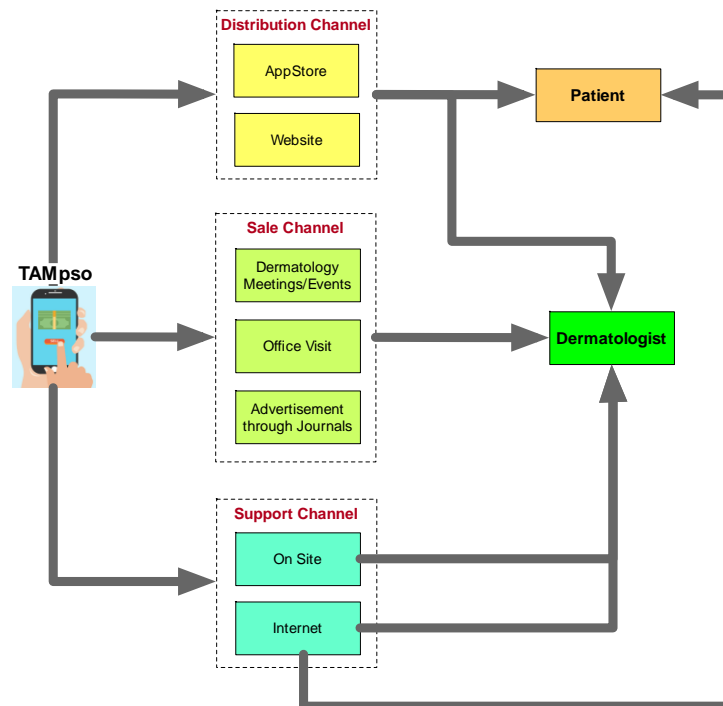 Distribution Channel
AppStore
Website
Patient
Sale Channel
Dermatology
Meetings/Events
Office Visit
Advertisement
through Journals
TAMpso
Dermatologist
Support Channel
On Site
Internet